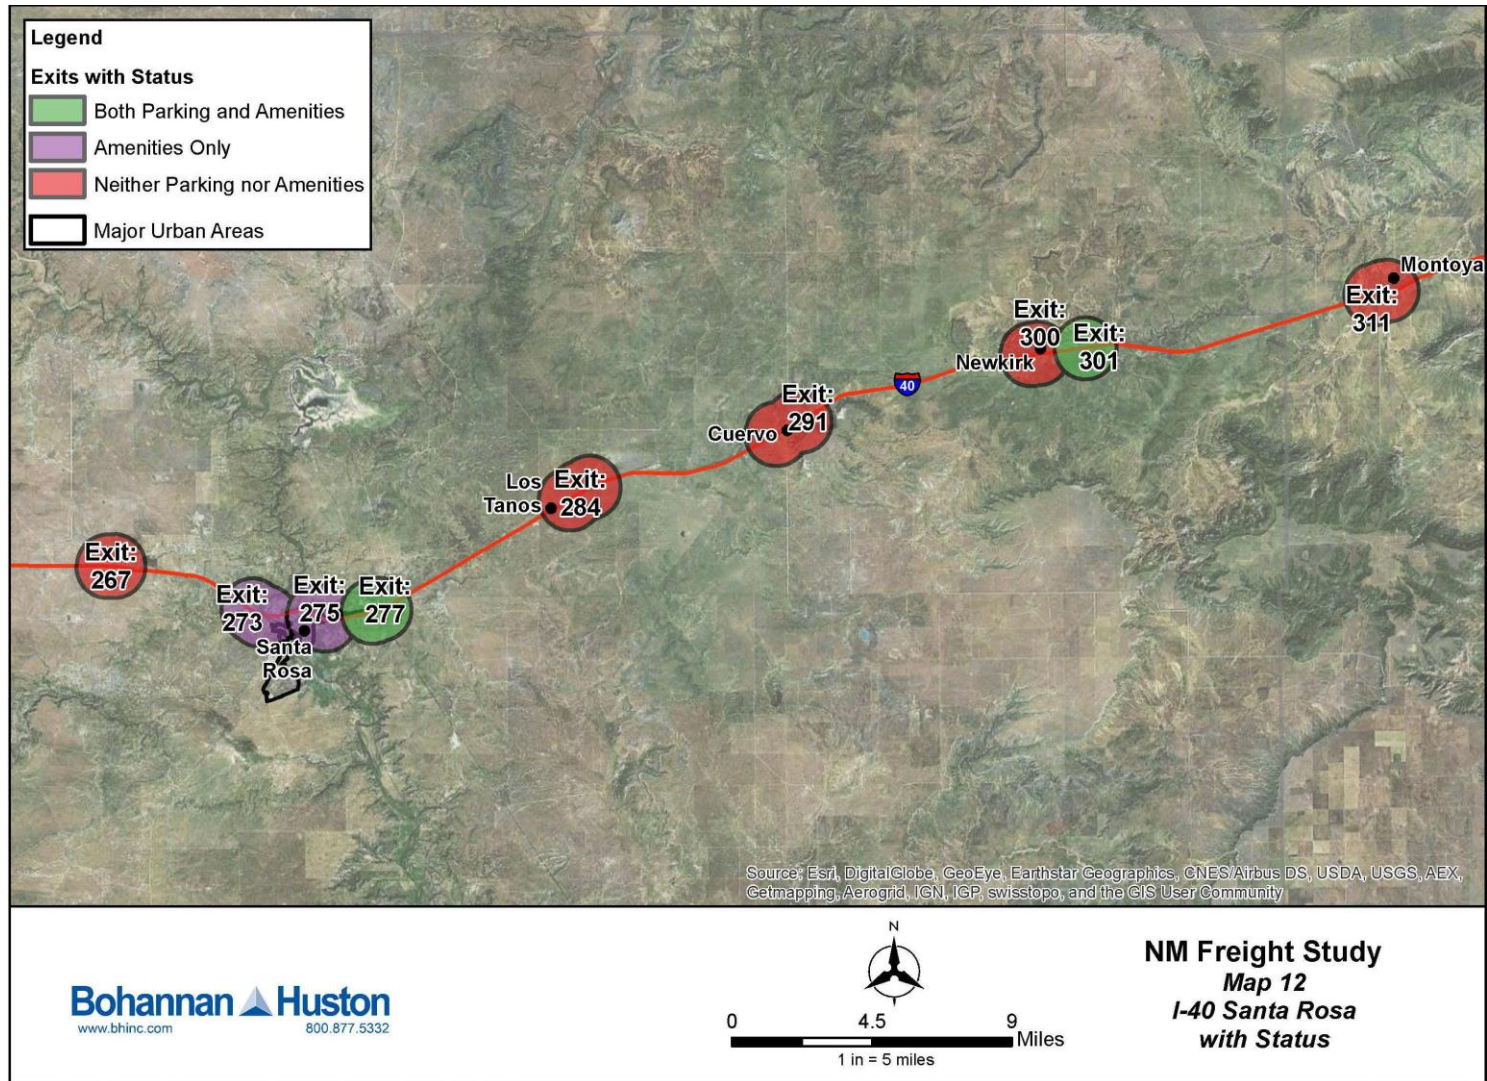 Legend
Exits with Status
Both Parking and Amenities
Amenities Only
Neither Parking nor Amenities
Major Urban Areas
Montoya
Exit:
311
Exit:
300
Exit:
301
Newkirk
40
Exit:
291
Cuervo
Los
Tanos
Exit:
284
Exit:
267
Exit:
273
Exit:
275
Exit:
277
Santa
Rosa
Source: Esri, DigitalGlobe, GeoEye, Earthstar Geographics, CNES/Airbus DS, USDA, USGS, AEX,
Getmapping, Aerogrid, IGN, IGP, swisstopo, and the GIS User Community
Bohannan Huston
www.bhinc.com 800.877.5332
N
0 4.5 9
Miles
1 in = 5 miles
NM Freight Study
Map 12
I-40 Santa Rosa
with Status